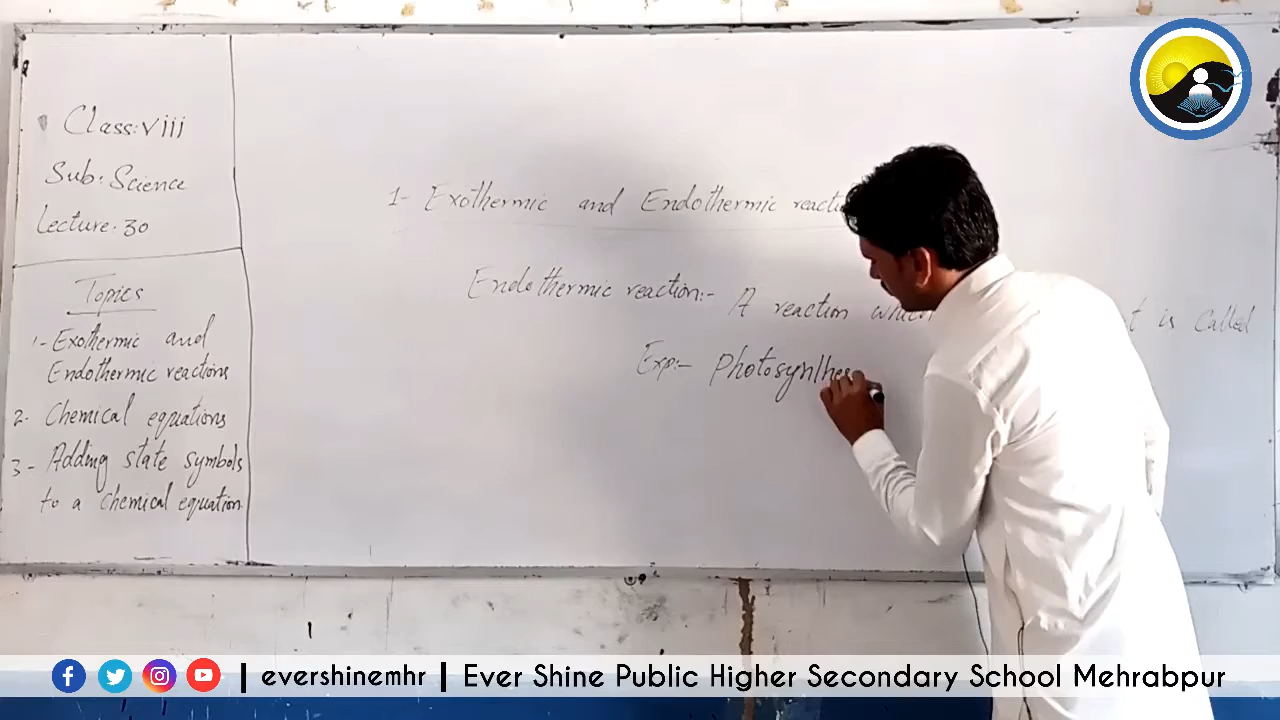 Class: viii
Sub: Science
Lecture: 30
Topics
1- Exothermic and
Endothermic reactions
2- Chemical equations
3- Adding state symbols
to a chemical equation
1- Exothermic and Endothermic reacti
Endothermic reaction:- A reaction which t is called
Exp:- Photosynthes
| evershinemhr | Ever Shine Public Higher Secondary School Mehrabpur